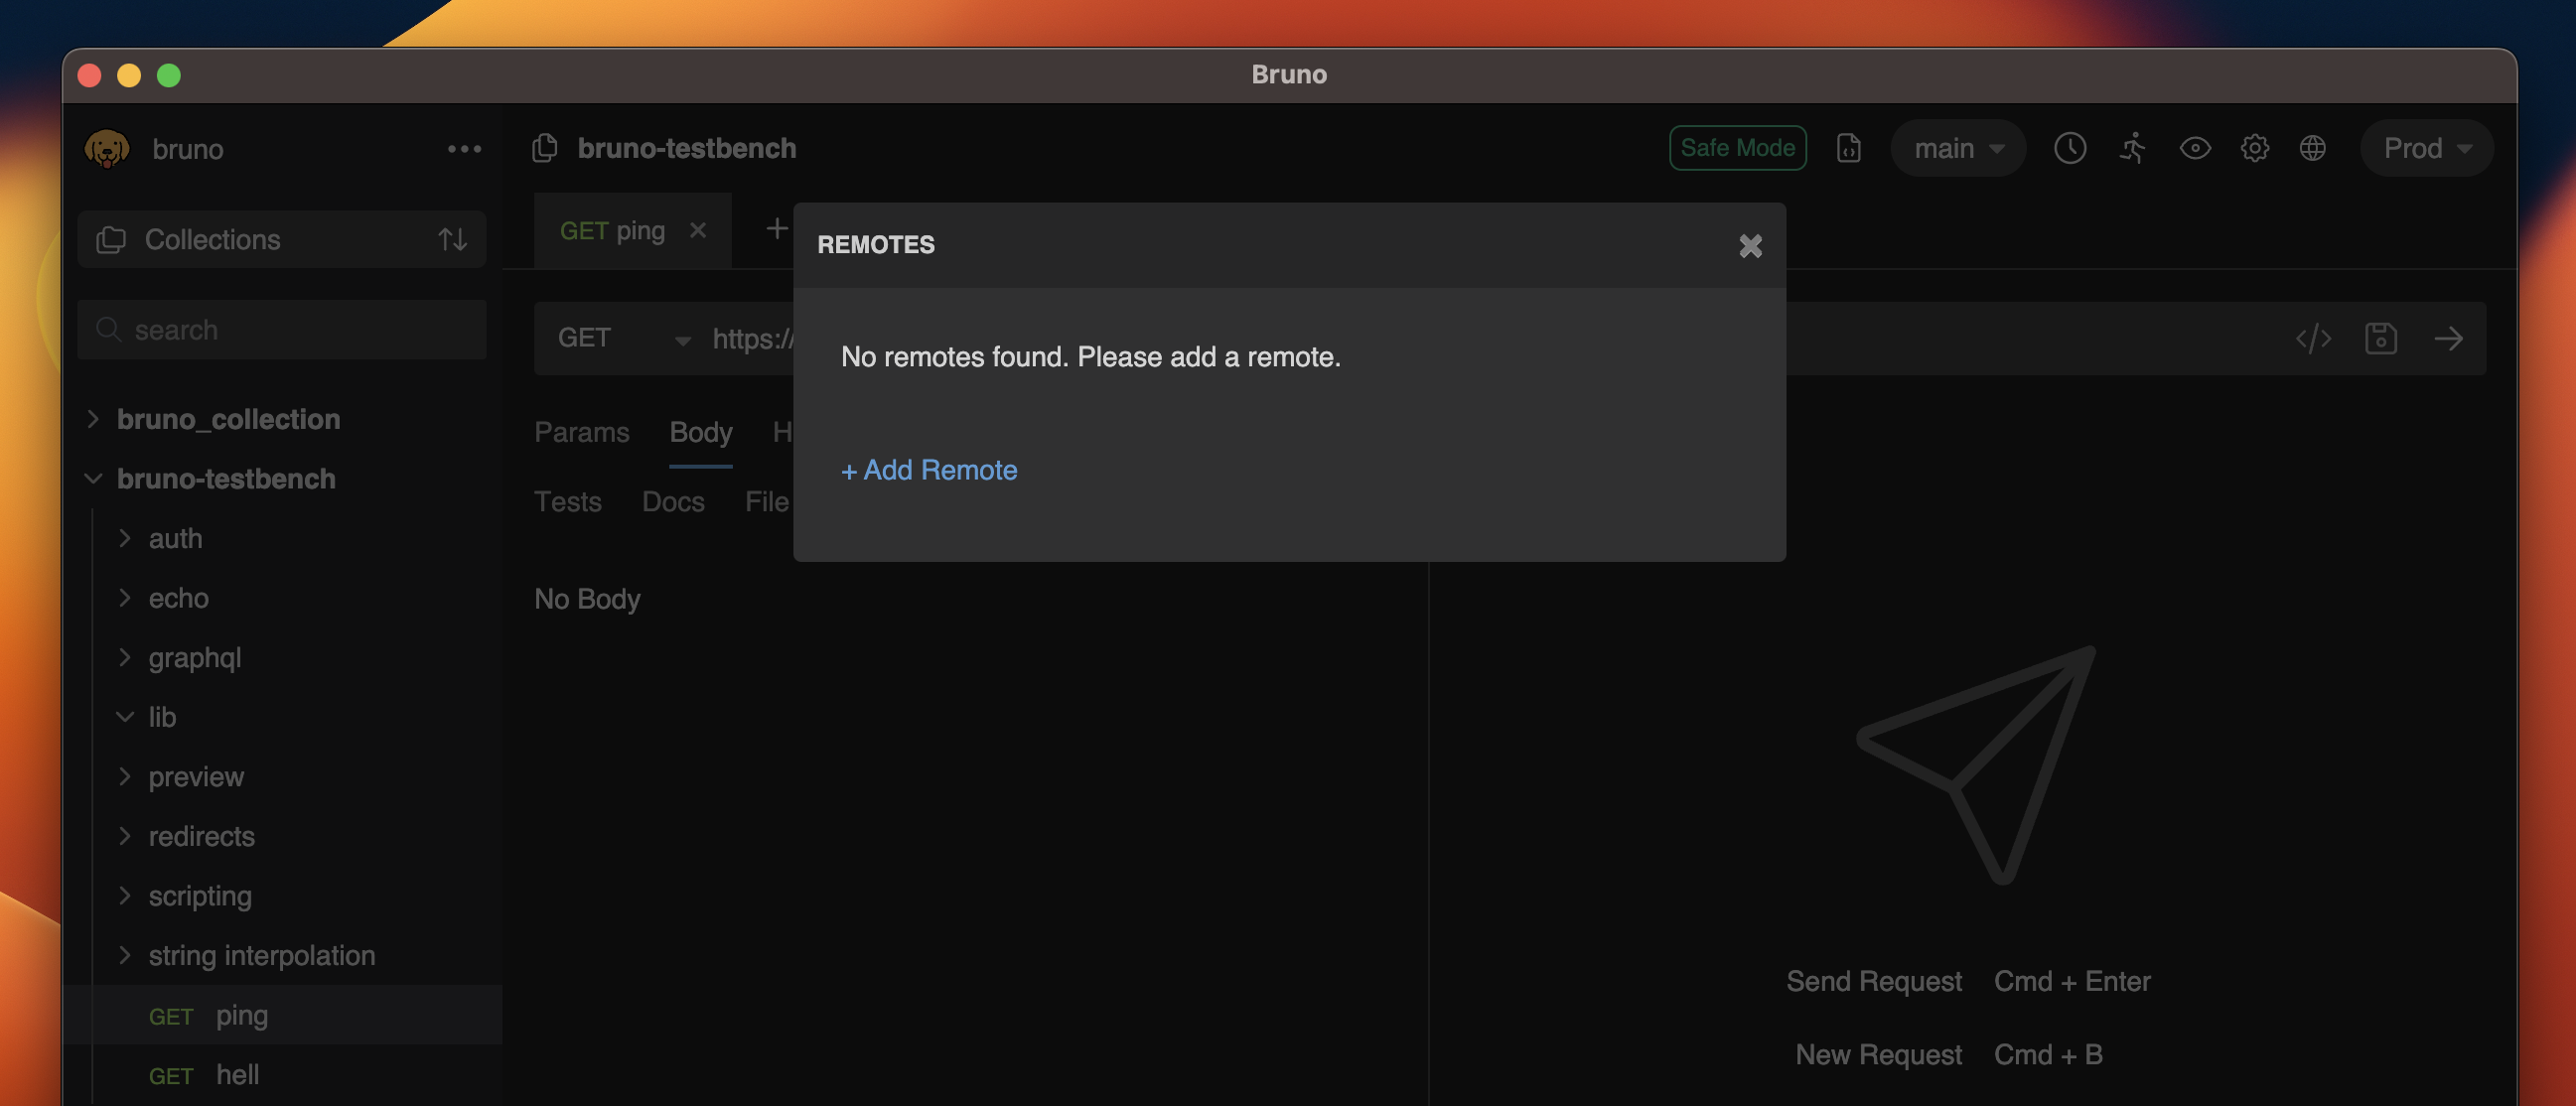 Bruno
bruno
bruno-testbench
Safe Mode
main
Prod
Collections
GET ping
REMOTES
search
GET
https://
No remotes found. Please add a remote.
bruno_collection
Params Body H
+ Add Remote
bruno-testbench
Tests Docs File
auth
echo
No Body
graphql
lib
preview
redirects
scripting
string interpolation
Send Request Cmd + Enter
GET ping
New Request Cmd + B
GET hell